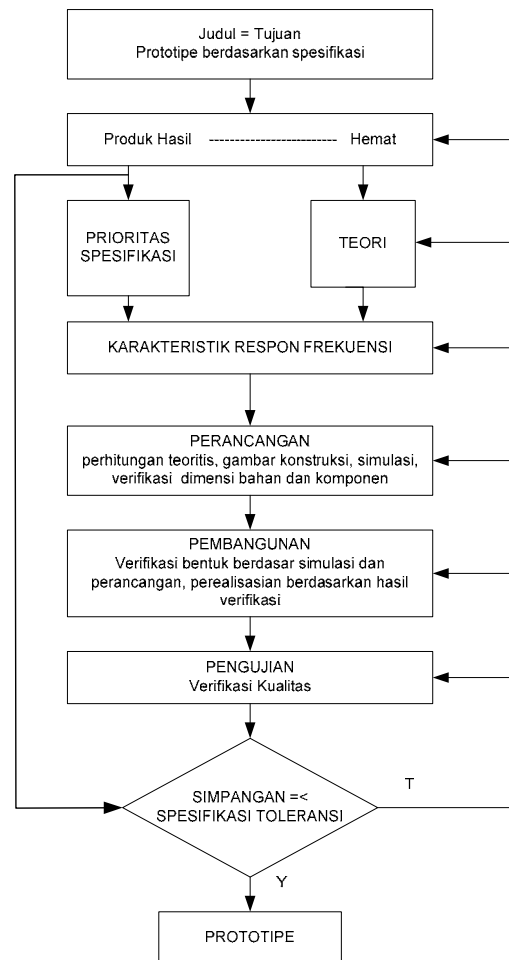 Judul = Tujuan
Prototipe berdasarkan spesifikasi
Produk Hasil ------------------------- Hemat
PRIORITAS
SPESIFIKASI
TEORI
KARAKTERISTIK RESPON FREKUENSI
PERANCANGAN
perhitungan teoritis, gambar konstruksi, simulasi,
verifikasi dimensi bahan dan komponen
PEMBANGUNAN
Verifikasi bentuk berdasar simulasi dan
perancangan, perealisasian berdasarkan hasil
verifikasi
PENGUJIAN
Verifikasi Kualitas
SIMPANGAN =<
SPESIFIKASI TOLERANSI
T
Y
PROTOTIPE